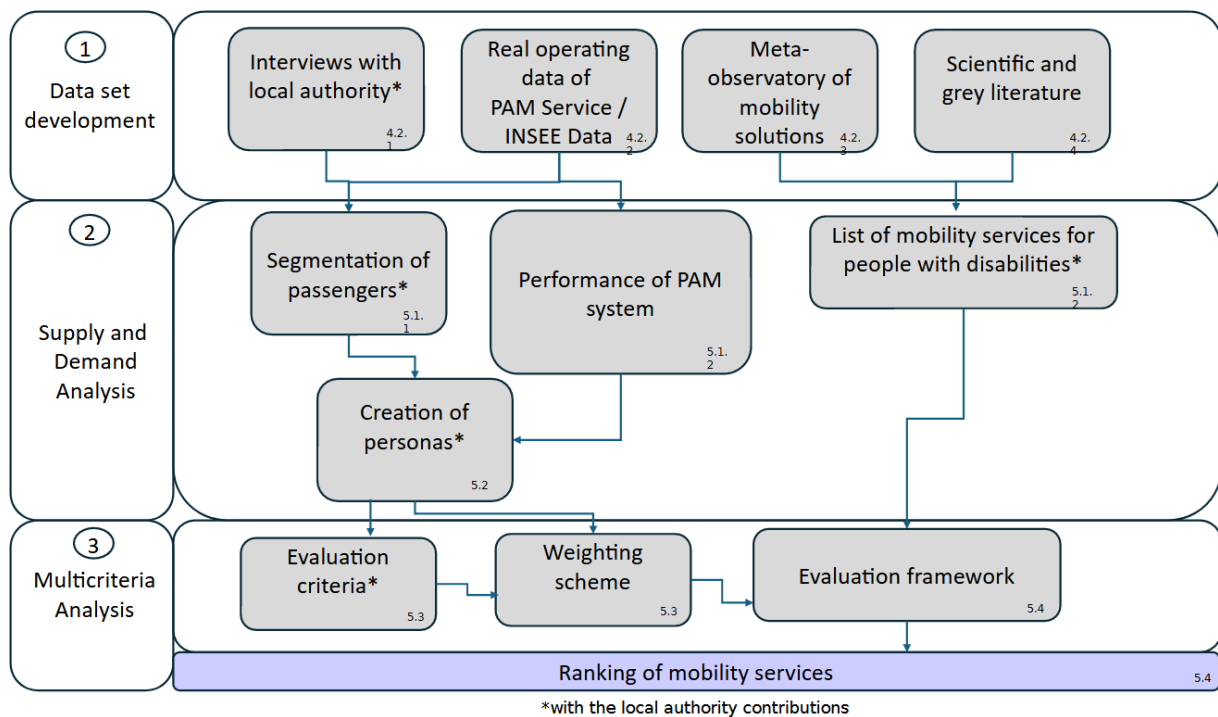 1
Data set
development
Interviews with
local authority*
4.2.
1
Real operating
data of
PAM Service /
INSEE Data
4.2.
2
Meta-
observatory of
mobility
solutions
4.2.
3
Scientific and
grey literature
4.2.
4
2
Supply and
Demand
Analysis
Segmentation of
passengers*
5.1.
1
Performance of PAM
system
5.1.
2
List of mobility services for
people with disabilities*
5.1.
2
Creation of
personas*
5.2
3
Multicriteria
Analysis
Evaluation
criteria*
5.3
Weighting
scheme
5.3
Evaluation framework
5.4
Ranking of mobility services
5.4
*with the local authority contributions